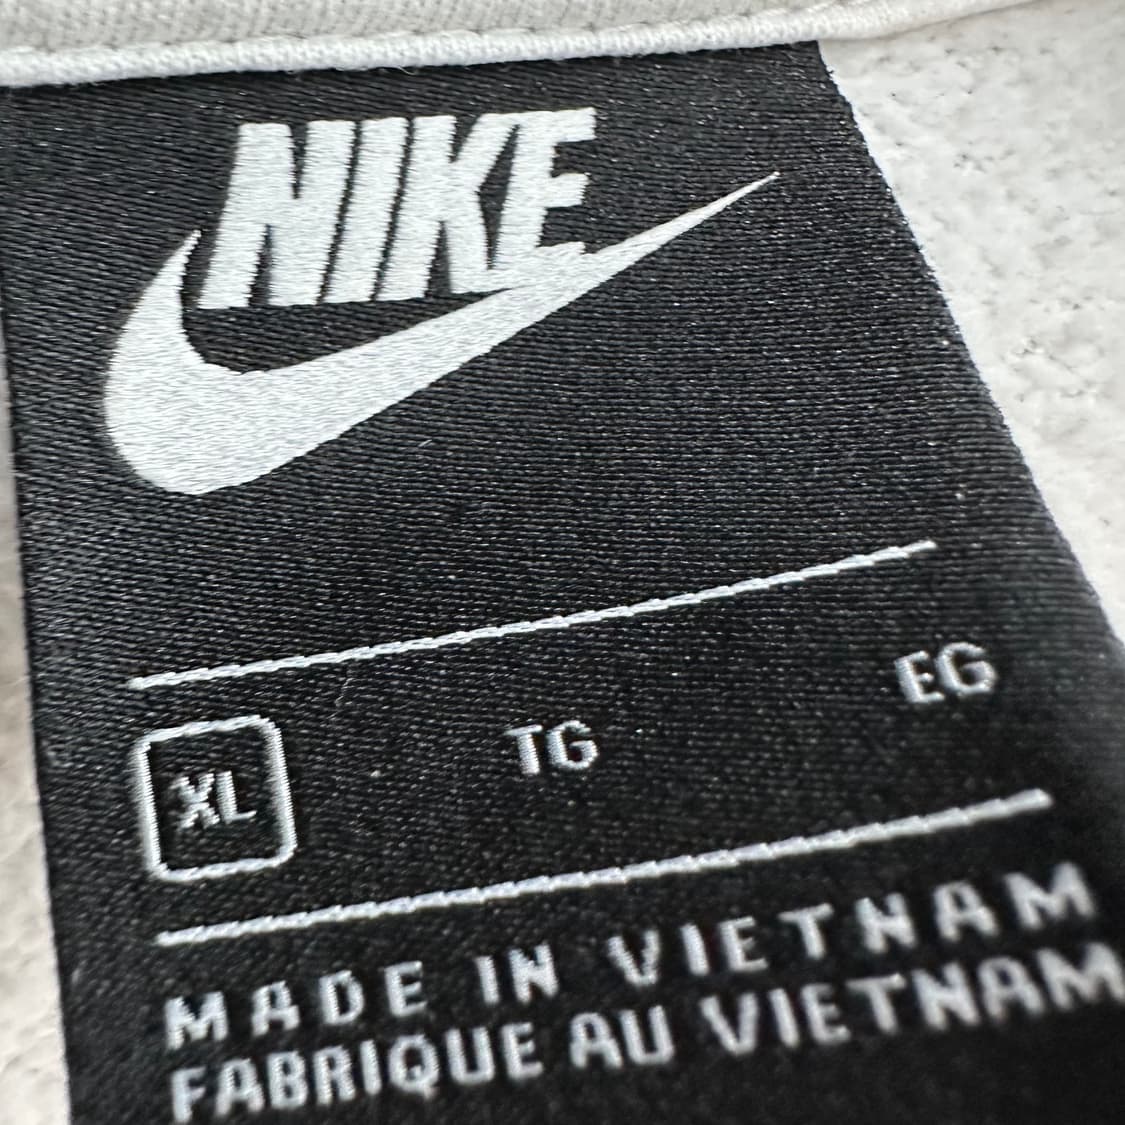 NIKE
XL TG EG
MADE IN VIETNAM
FABRIQUE AU VIETNAM